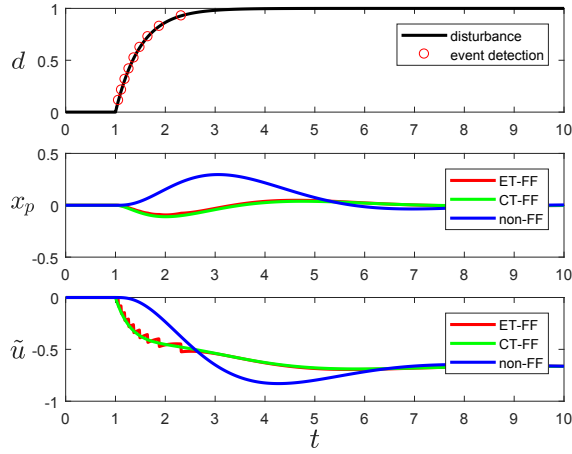 1
disturbance
event detection
d
0.5
0
0 1 2 3 4 5 6 7 8 9 10
0.5
ET-FF
CT-FF
non-FF
x_p
0
-0.5
0 1 2 3 4 5 6 7 8 9 10
0
ET-FF
CT-FF
non-FF
ũ
-0.5
-1
0 1 2 3 4 5 6 7 8 9 10
t